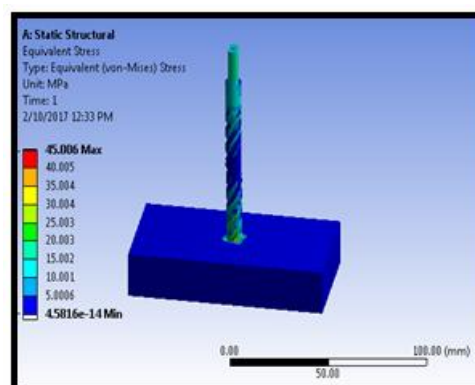 A: Static Structural
Equivalent Stress
Type: Equivalent (von-Mises) Stress
Unit: MPa
Time: 1
2/10/2017 12:33 PM
45.006 Max
40.005
35.004
30.004
25.003
20.003
15.002
10.001
5.0006
4.5816e-14 Min
0.00
100.00 (mm)
50.00